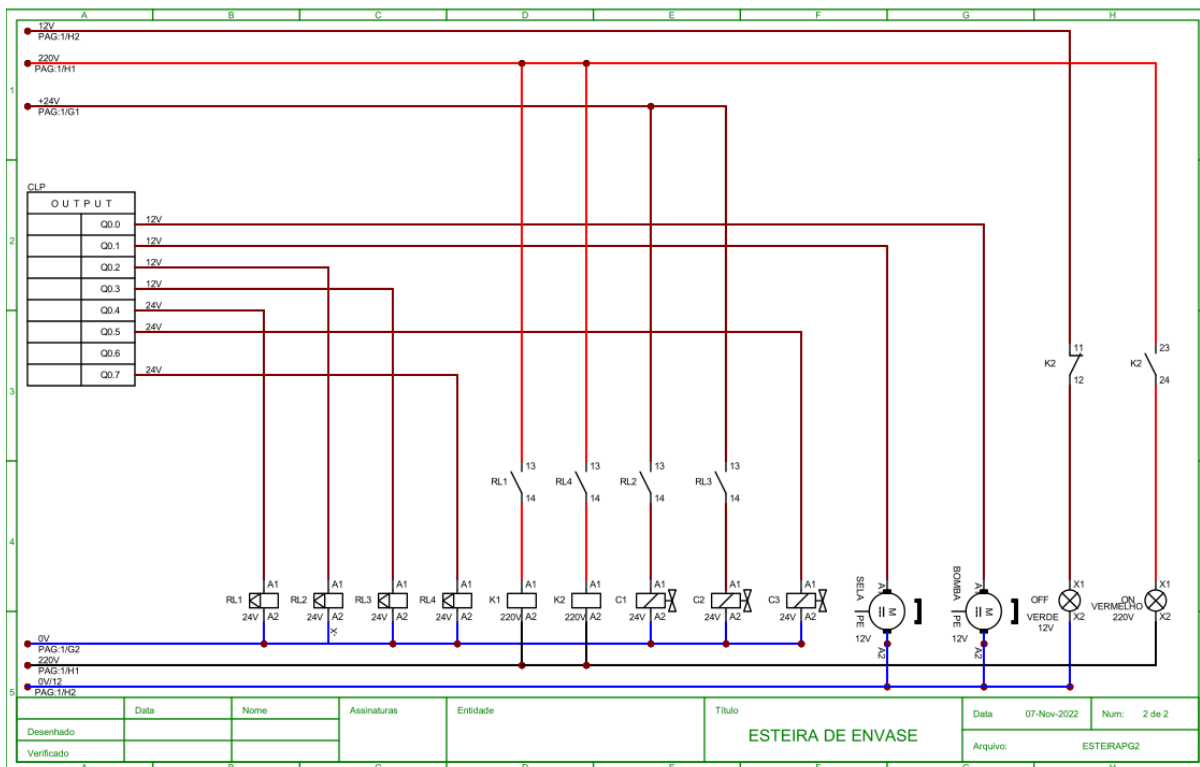 A B C D E F G H
12V
PAG:1/H2
220V
PAG:1/H1
1
+24V
PAG:1/G1
CLP
OUTPUT
Q0.0 12V
2
Q0.1 12V
Q0.2 12V
Q0.3 12V
Q0.4 24V
Q0.5 24V
Q0.6
Q0.7 24V
11 23
K2 K2
12 24
3
13 13 13 13
RL1 RL4 RL2 RL3
14 14 14 14
4
A1 A1 A1 A1 A1 A1 A1 A1 A1 SELA BOMBA X1 X1
RL1 RL2 RL3 RL4 K1 K2 C1 C2 C3 M M OFF ON
24V A2 24V A2 24V A2 24V A2 220V A2 220V A2 24V A2 24V A2 24V A2 PE PE VERDE X2 VERMELHO X2
12V 12V 12V 220V
A2 A2
0V
PAG:1/G2
220V
PAG:1/H1
0V/12
PAG:1/H2
5
Data Nome Assinaturas Entidade Título Data 07-Nov-2022 Num: 2 de 2
Desenhado
ESTEIRA DE ENVASE
Verificado
Arquivo: ESTEIRAPG2
A B C D E F G H